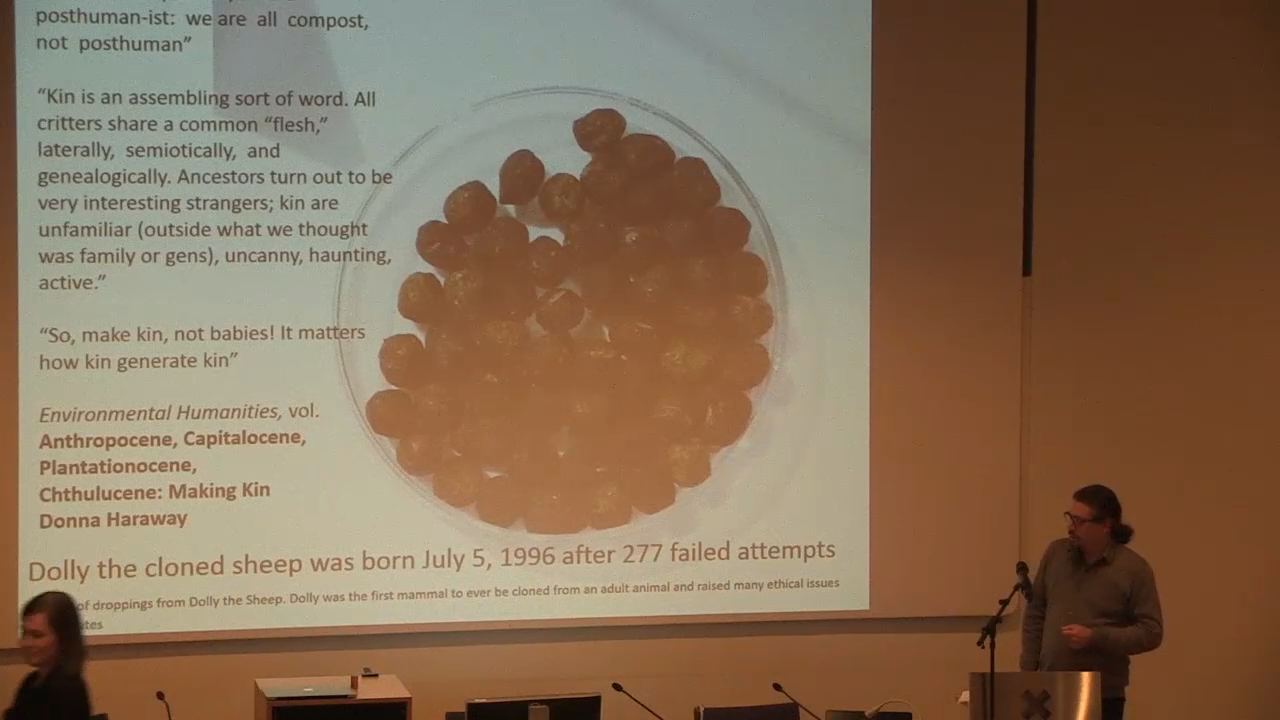 posthuman-ist: we are all compost,
not posthuman”
“Kin is an assembling sort of word. All
critters share a common “flesh,”
laterally, semiotically, and
genealogically. Ancestors turn out to be
very interesting strangers; kin are
unfamiliar (outside what we thought
was family or gens), uncanny, haunting,
active.”
“So, make kin, not babies! It matters
how kin generate kin”
Environmental Humanities, vol.
Anthropocene, Capitalocene,
Plantationocene,
Chthulucene: Making Kin
Donna Haraway
Dolly the cloned sheep was born July 5, 1996 after 277 failed attempts
of droppings from Dolly the Sheep. Dolly was the first mammal to ever be cloned from an adult animal and raised many ethical issues